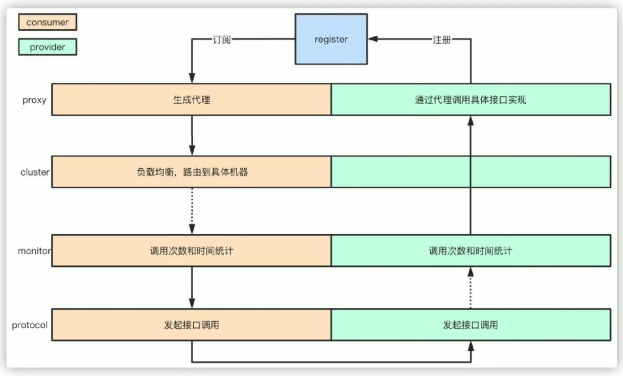 consumer
provider
订阅
register
注册
proxy
生成代理
通过代理调用具体接口实现
cluster
负载均衡，路由到具体机器
monitor
调用次数和时间统计
调用次数和时间统计
protocol
发起接口调用
发起接口调用